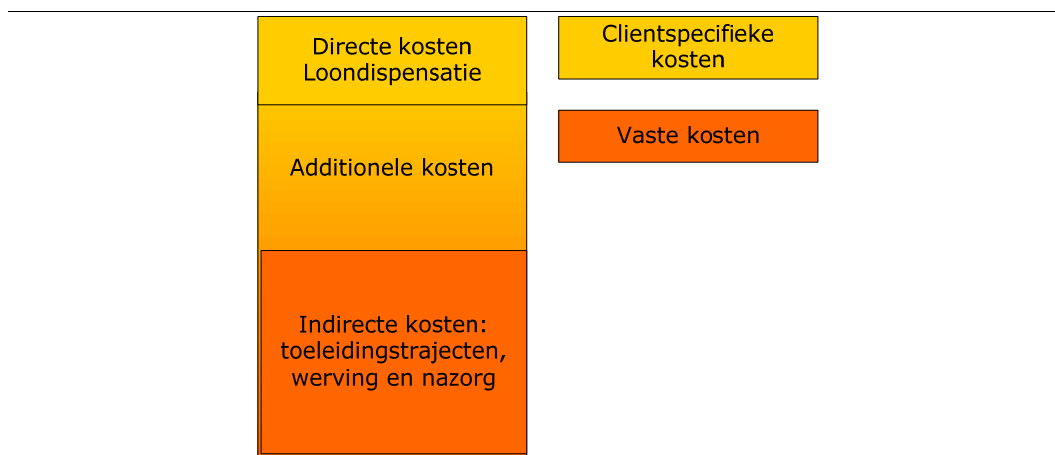 Directe kosten
Loondispensatie
Additionele kosten
Indirecte kosten:
toeleidingstrajecten,
werving en nazorg
Clientspecifieke
kosten
Vaste kosten